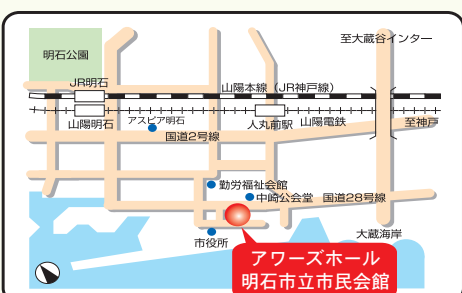 至大蔵谷インター
明石公園
JR明石
山陽本線（JR神戸線）
山陽明石
アスピア明石
人丸前駅
山陽電鉄
至神戸
国道2号線
勤労福祉会館
中崎公会堂
国道28号線
市役所
大蔵海岸
アワーズホール
明石市立市民会館